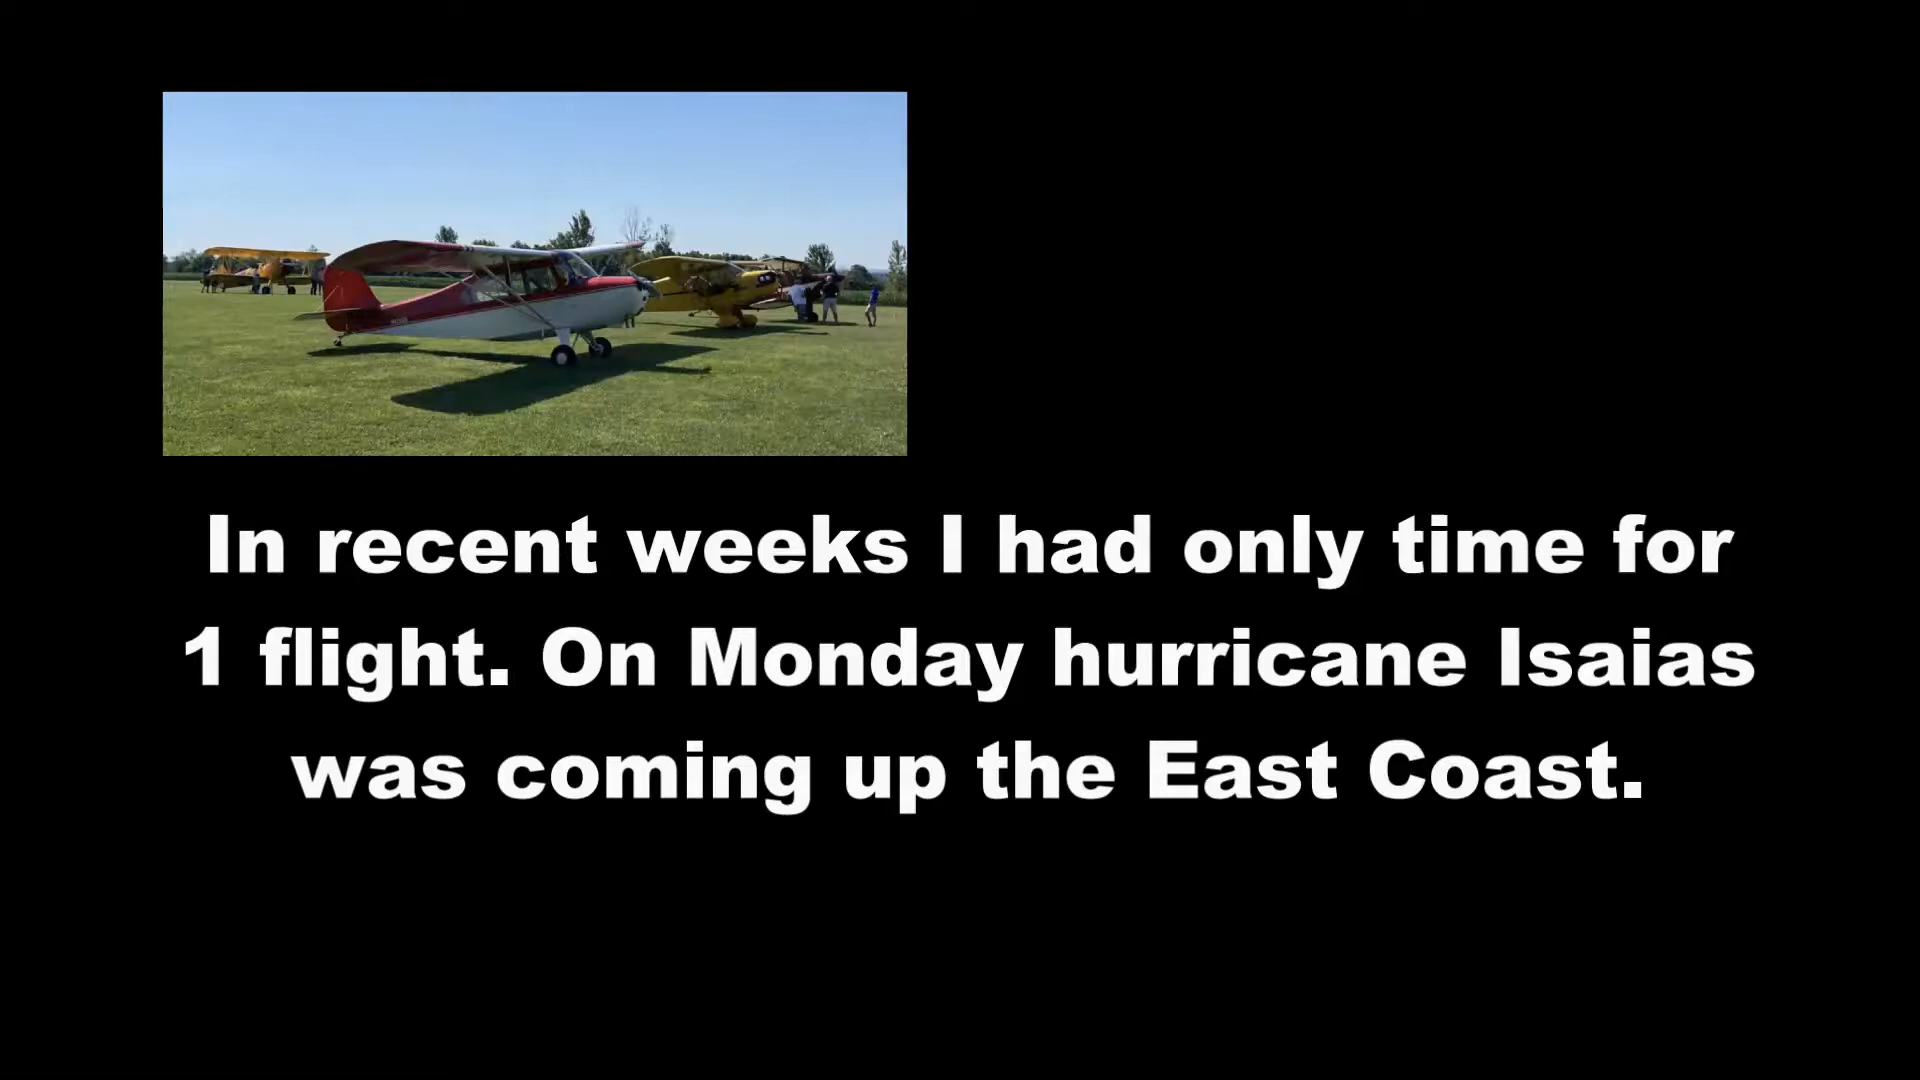 In recent weeks I had only time for
1 flight. On Monday hurricane Isaias
was coming up the East Coast.